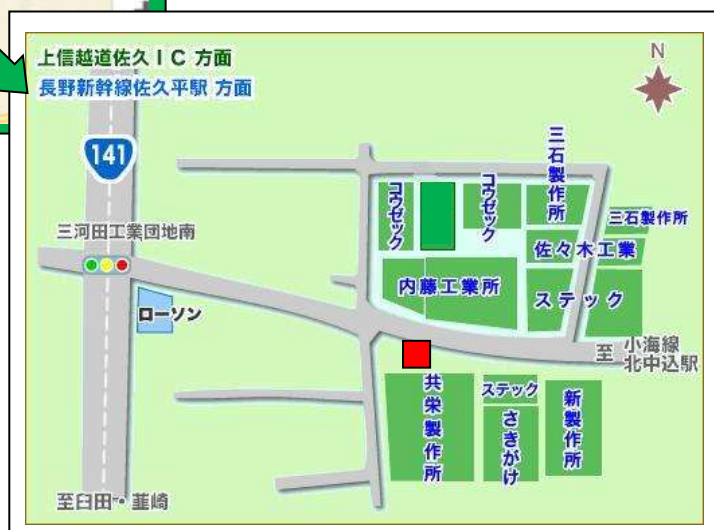 上信越道佐久IC 方面
長野新幹線佐久平駅 方面
N
141
三河田工業団地南
ローソン
コウゼック
コウゼック
三石製作所
三石製作所
佐々木工業
内藤工業所
ステック
至 小海線
北中込駅
共栄製作所
ステック
さきがけ
新製作所
至臼田・韮崎